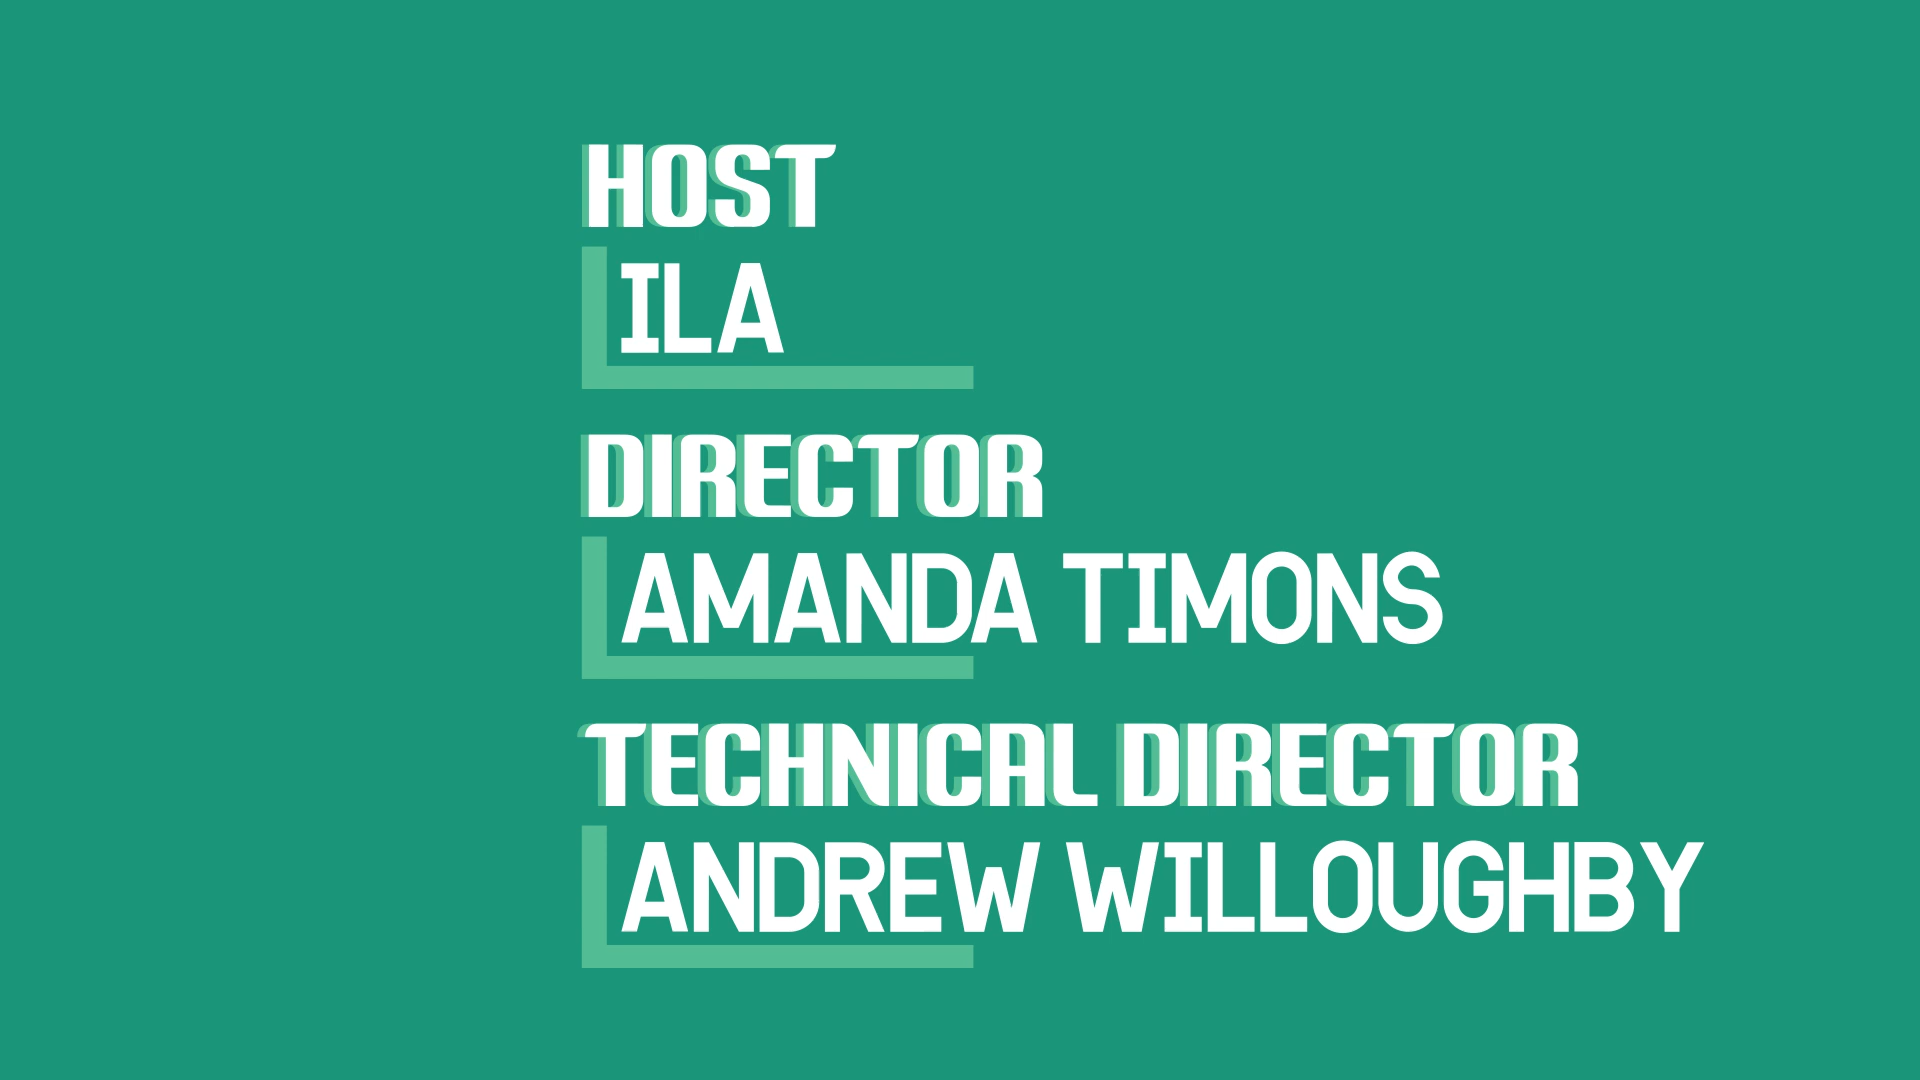 HOST
ILA
DIRECTOR
AMANDA TIMONS
TECHNICAL DIRECTOR
ANDREW WILLOUGHBY